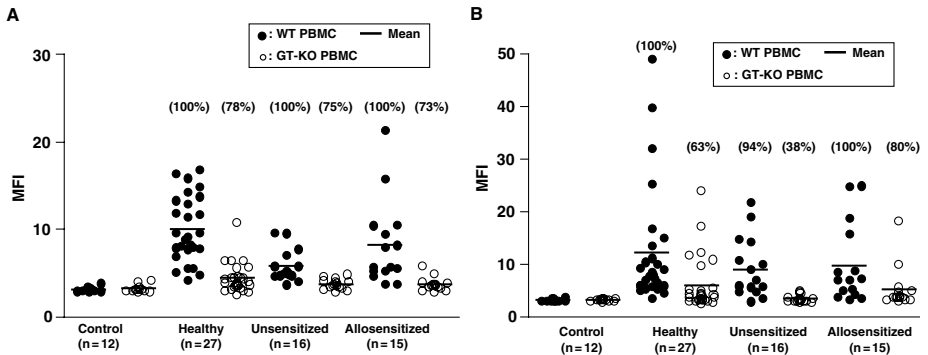 A
●: WT PBMC — Mean
○: GT-KO PBMC
MFI
30
20
10
0
(100%) (78%) (100%) (75%) (100%) (73%)
Control Healthy Unsensitized Allosensitized
(n=12) (n=27) (n=16) (n=15)
B
●: WT PBMC — Mean
○: GT-KO PBMC
MFI
50
40
30
20
10
0
(100%)
(63%) (94%) (38%) (100%) (80%)
Control Healthy Unsensitized Allosensitized
(n=12) (n=27) (n=16) (n=15)